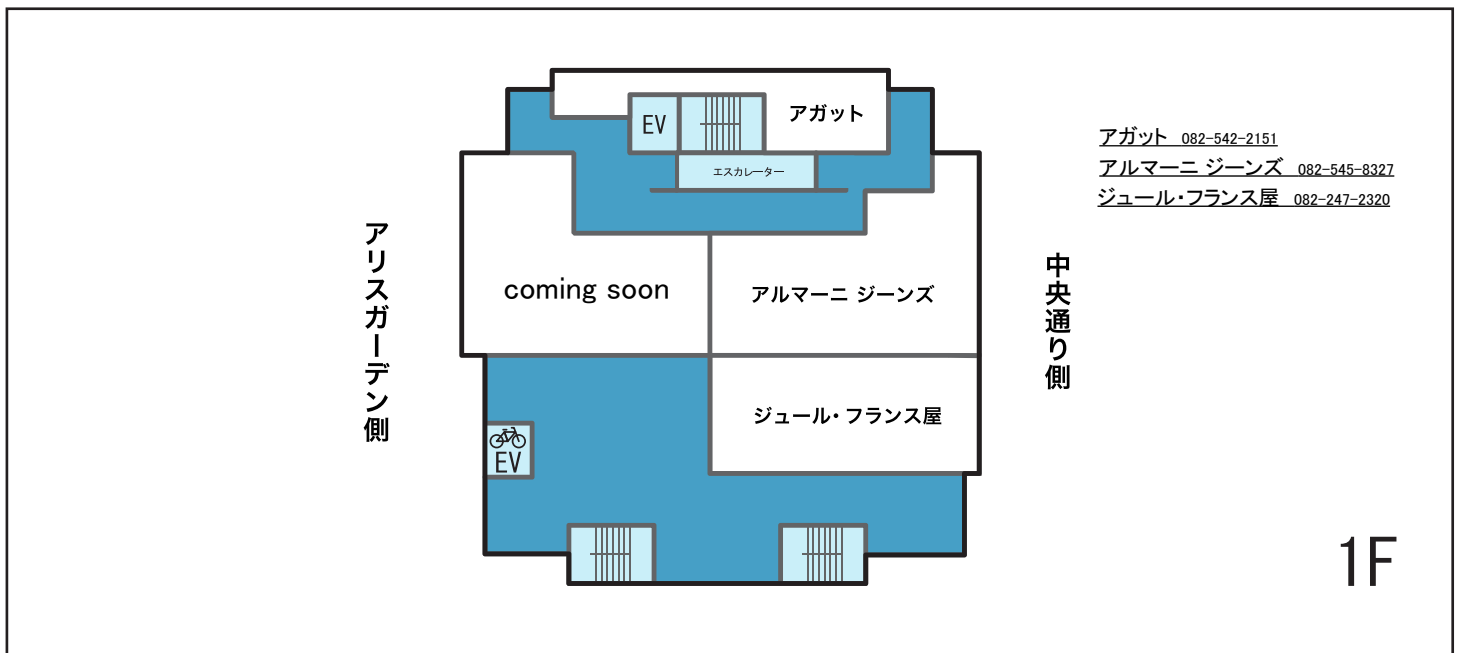 EV
アガット
エスカレーター
アガット 082-542-2151
アルマーニ ジーンズ 082-545-8327
ジュール・フランス屋 082-247-2320
アリスガーデン側
coming soon
アルマーニ ジーンズ
中央通り側
ジュール・フランス屋
EV
1F